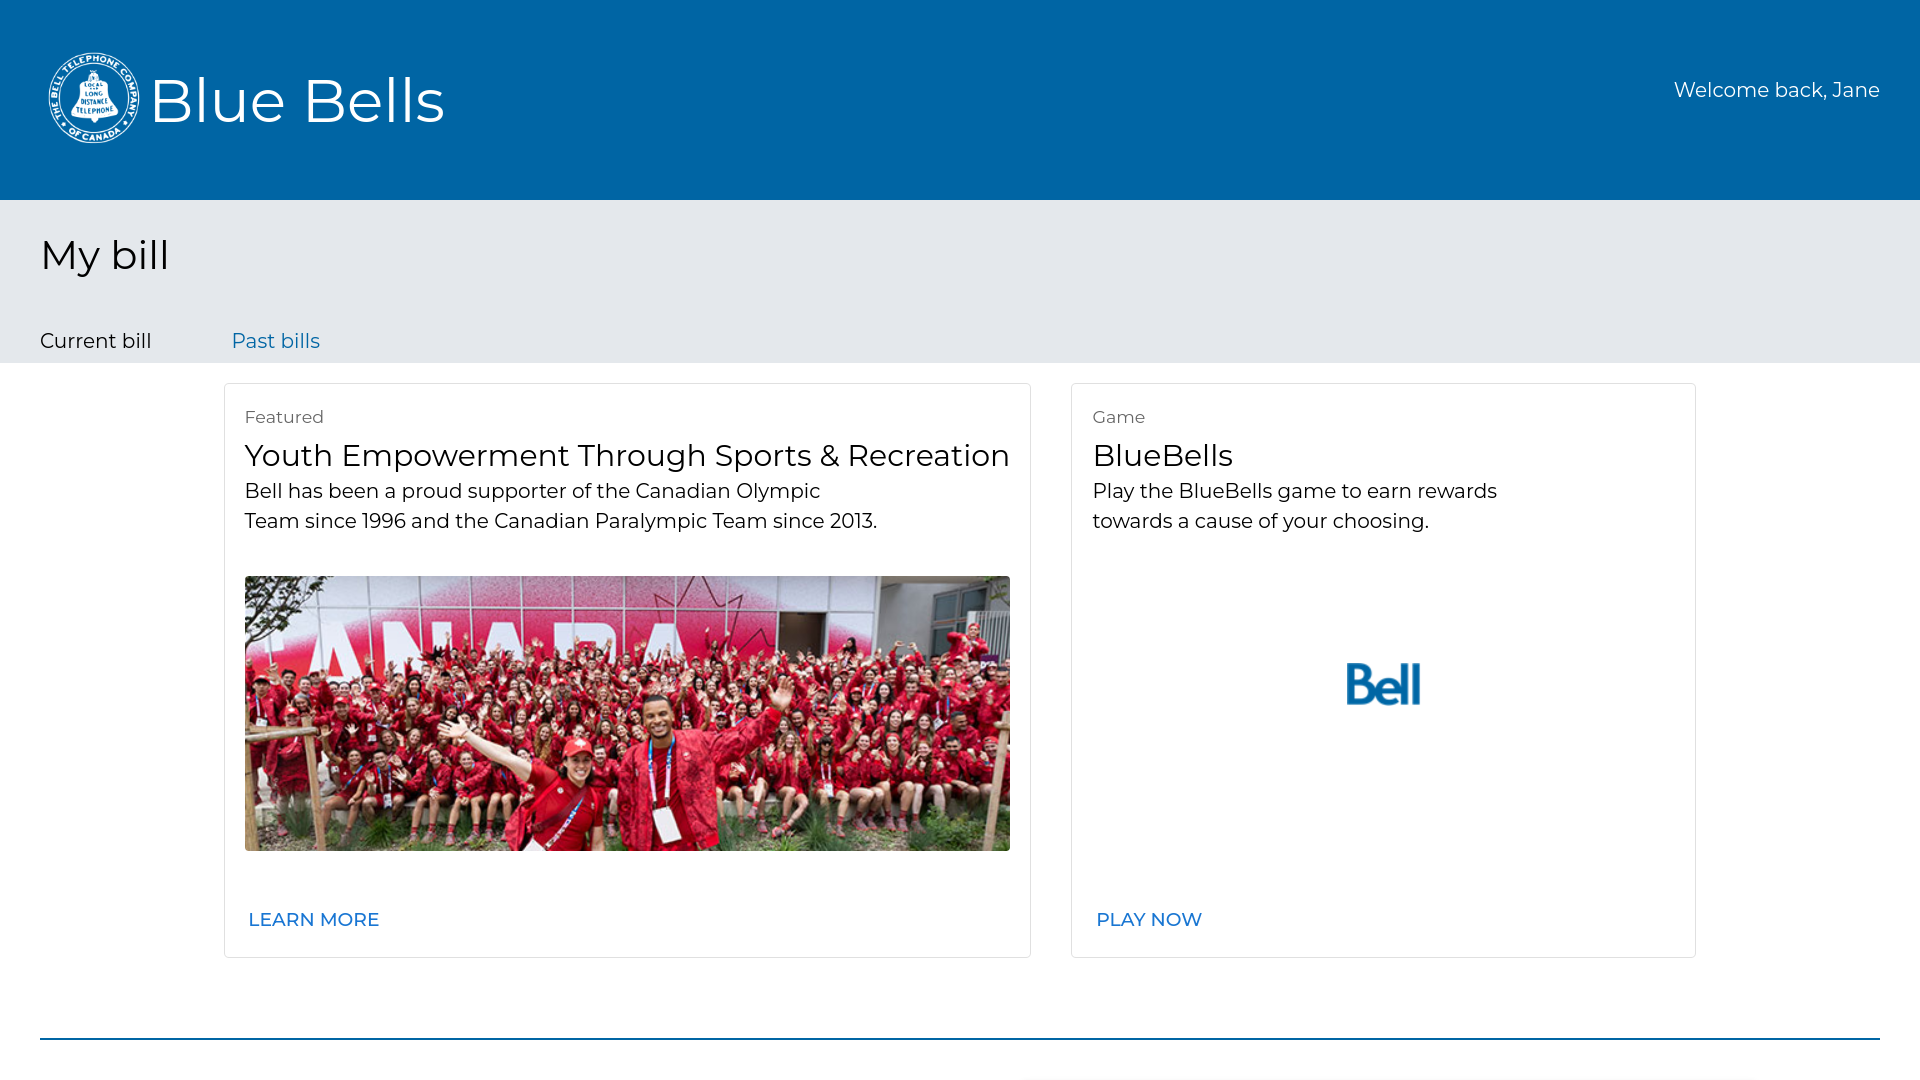 THE BELL TELEPHONE COMPANY
OF CANADA
LOCAL
AND
LONG
DISTANCE
TELEPHONE
Blue Bells
Welcome back, Jane
My bill
Current bill
Past bills
Featured
Youth Empowerment Through Sports & Recreation
Bell has been a proud supporter of the Canadian Olympic
Team since 1996 and the Canadian Paralympic Team since 2013.
CANADA
LEARN MORE
Game
BlueBells
Play the BlueBells game to earn rewards
towards a cause of your choosing.
Bell
PLAY NOW